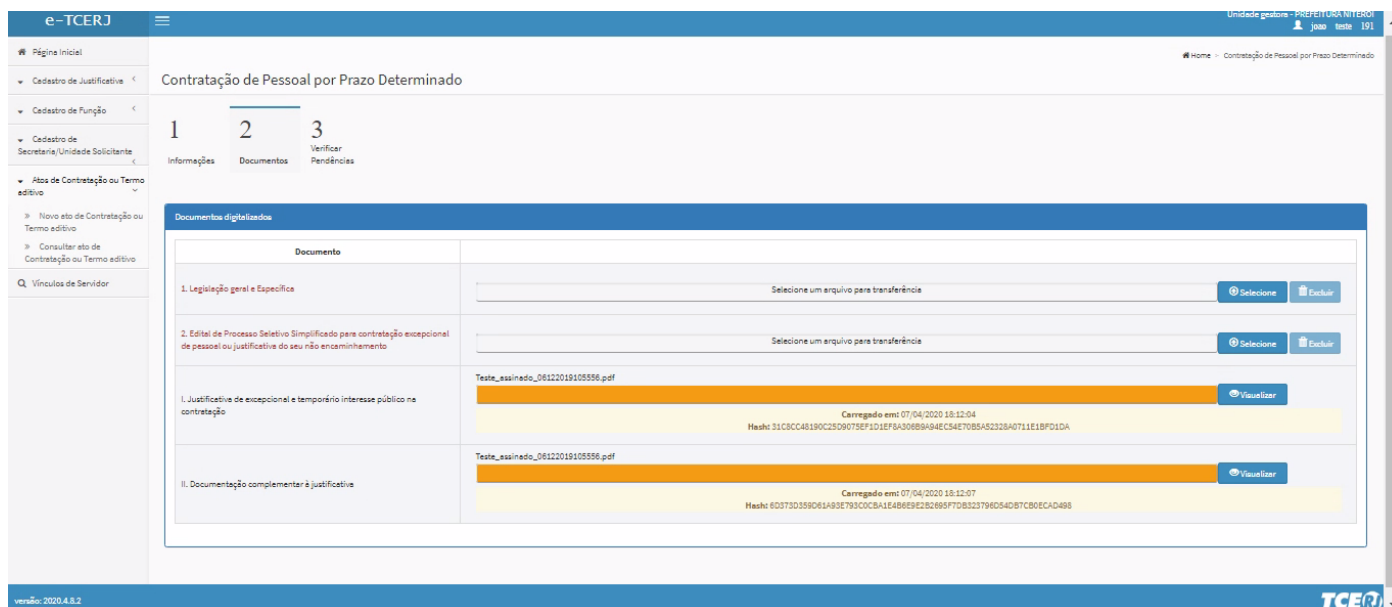 e-TCERJ
Unidade gestora - PREFEITURA NITEROI
joao teste 191
Página Inicial
Cadastro de Justificativa
Cadastro de Função
Cadastro de
Secretaria/Unidade Solicitante
Atos de Contratação ou Termo
aditivo
Novo ato de Contratação ou
Termo aditivo
Consultar ato de
Contratação ou Termo aditivo
Vínculos de Servidor
Home > Contratação de Pessoal por Prazo Determinado
Contratação de Pessoal por Prazo Determinado
1
Informações
2
Documentos
3
Verificar
Pendências
Documentos digitalizados
Documento
1. Legislação geral e Específica
Selecione um arquivo para transferência
Selecione
Excluir
2. Edital de Processo Seletivo Simplificado para contratação excepcional
de pessoal ou justificativa do seu não encaminhamento
Selecione um arquivo para transferência
Selecione
Excluir
I. Justificativa de excepcional e temporário interesse público na
contratação
Teste_assinado_06122019105556.pdf
Visualizar
Carregado em: 07/04/2020 18:12:04
Hash:
II. Documentação complementar à justificativa
Teste_assinado_06122019105556.pdf
Visualizar
Carregado em: 07/04/2020 18:12:07
Hash:
versão: 2020.4.8.2
TCERJ